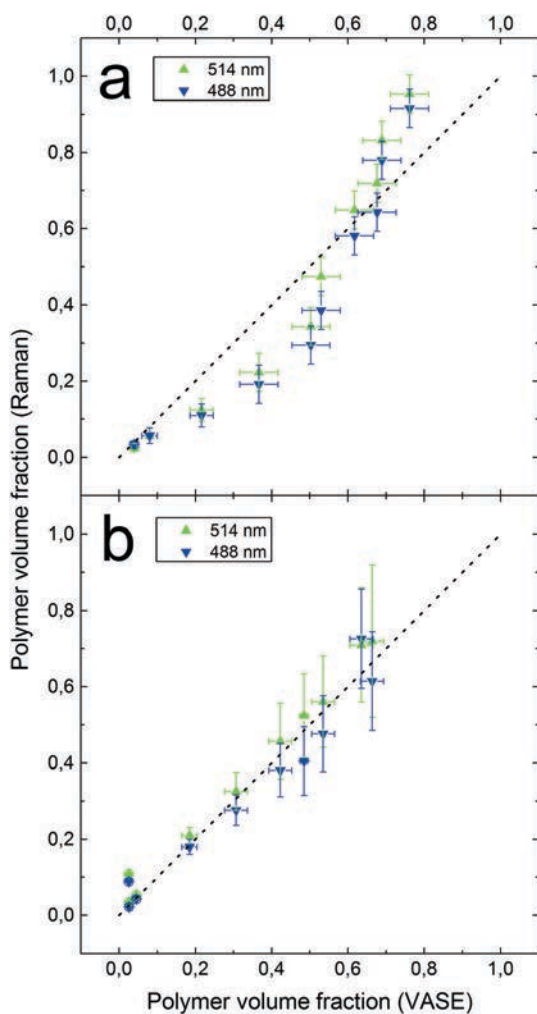 0,0 0,2 0,4 0,6 0,8 1,0
a
514 nm
488 nm
1,0
0,8
0,6
0,4
0,2
0,0
Polymer volume fraction (Raman)
b
514 nm
488 nm
1,0
0,8
0,6
0,4
0,2
0,0
0,0 0,2 0,4 0,6 0,8 1,0
Polymer volume fraction (VASE)